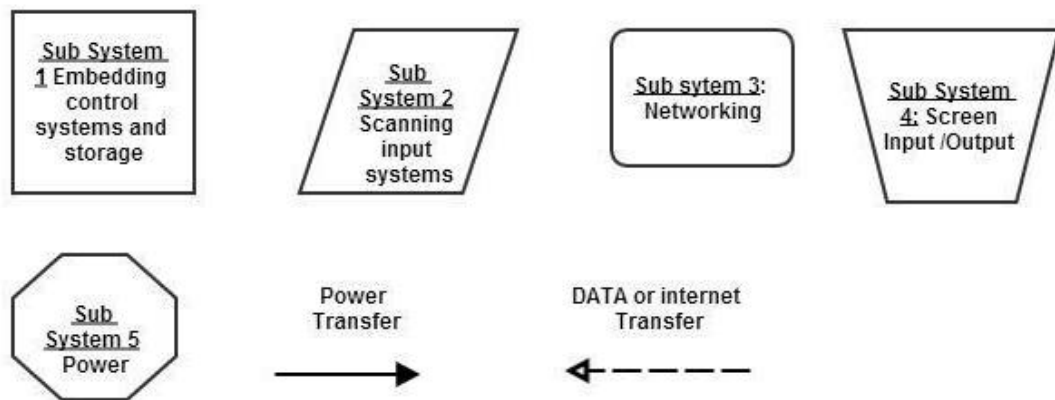 Sub System
1 Embedding
control
systems and
storage
Sub
System 2
Scanning
input
systems
Sub sytem 3:
Networking
Sub System
4: Screen
Input /Output
Sub
System 5
Power
Power
Transfer
DATA or internet
Transfer